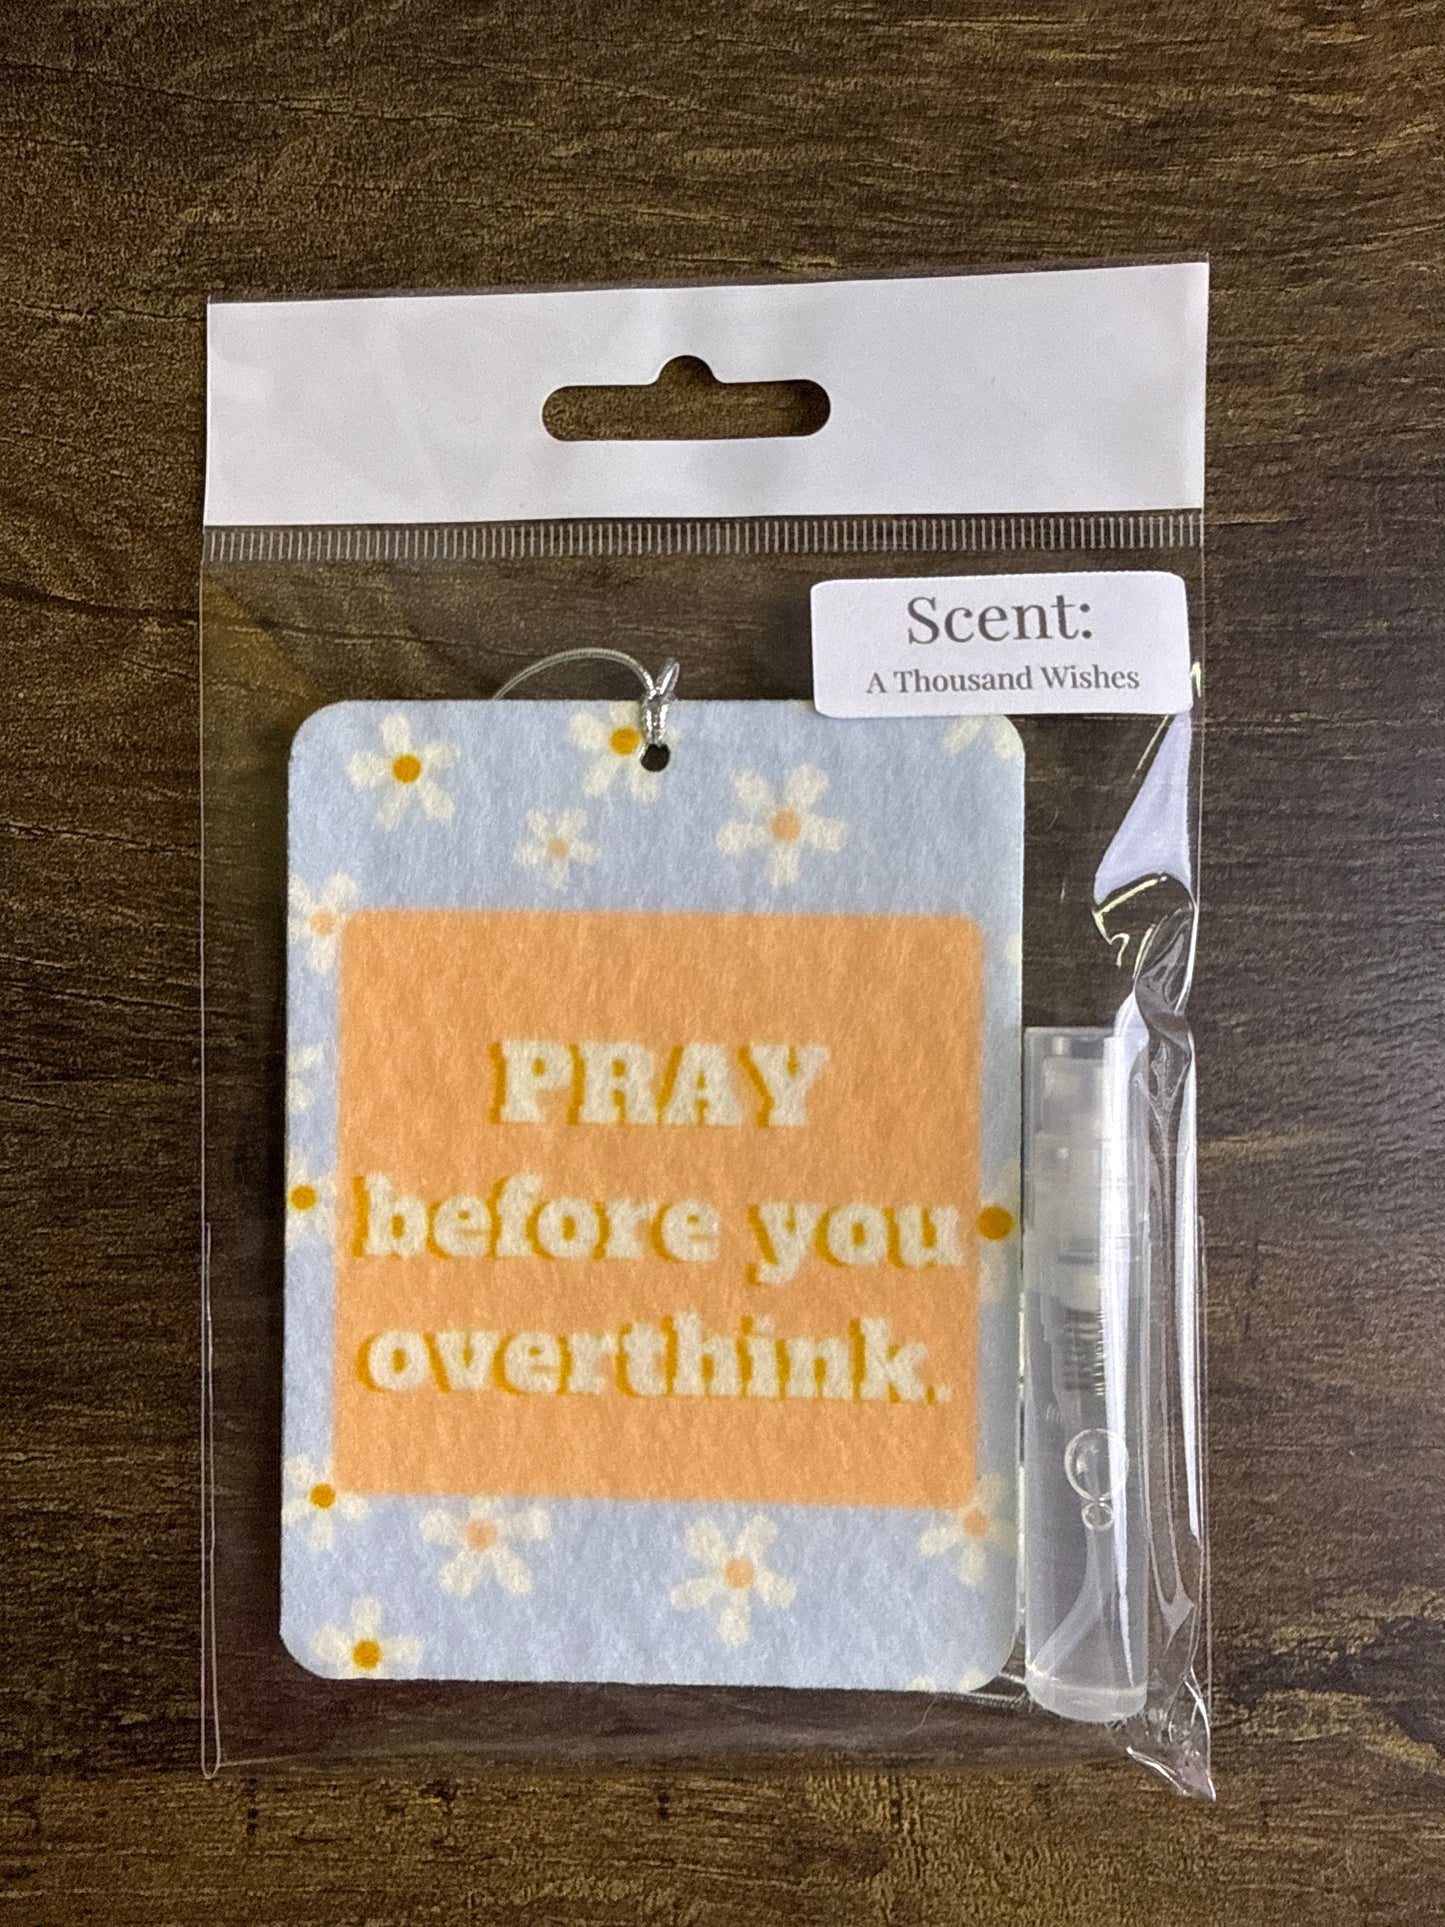 Scent:
A Thousand Wishes
PRAY
before you
overthink.